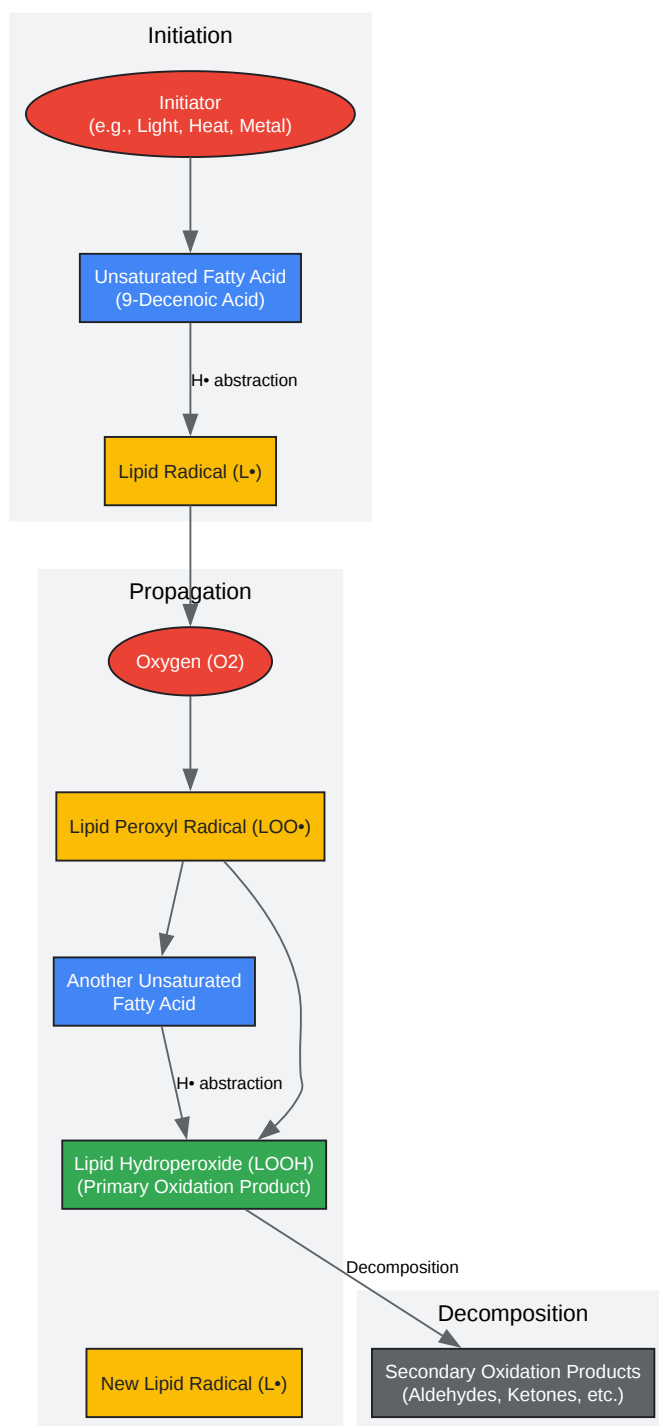 Initiation
Initiator
(e.g., Light, Heat, Metal)
Unsaturated Fatty Acid
(9-Decenoic Acid)
H• abstraction
Lipid Radical (L•)
Propagation
Oxygen (O2)
Lipid Peroxyl Radical (LOO•)
Another Unsaturated
Fatty Acid
H• abstraction
Lipid Hydroperoxide (LOOH)
(Primary Oxidation Product)
Decomposition
Decomposition
New Lipid Radical (L•)
Secondary Oxidation Products
(Aldehydes, Ketones, etc.)